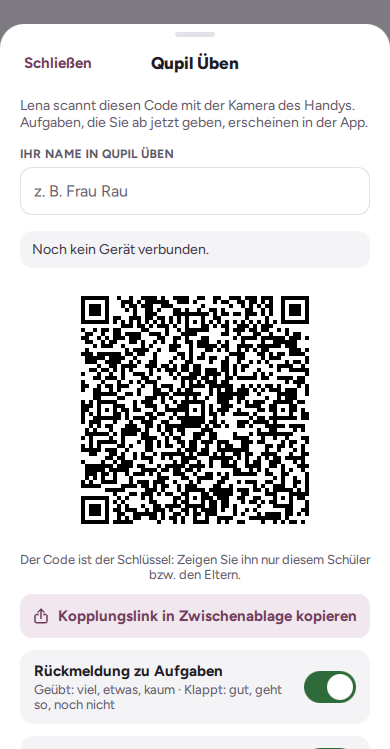 Schließen
Qupil Üben
Lena scannt diesen Code mit der Kamera des Handys.
Aufgaben, die Sie ab jetzt geben, erscheinen in der App.
IHR NAME IN QUPIL ÜBEN
z. B. Frau Rau
Noch kein Gerät verbunden.
Der Code ist der Schlüssel: Zeigen Sie ihn nur diesem Schüler
bzw. den Eltern.
Kopplungslink in Zwischenablage kopieren
Rückmeldung zu Aufgaben
Geübt: viel, etwas, kaum · Klappt: gut, geht
so, noch nicht